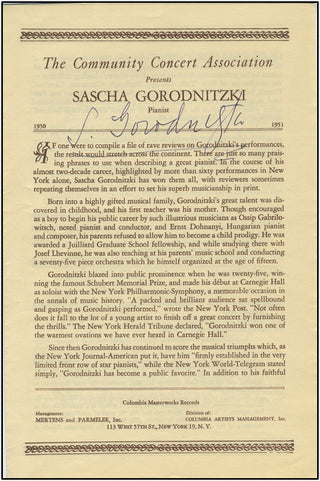 The Community Concert Association
Presents
SASCHA GORODNITZKI
Pianist
1950 1951
S. Gorodnitzki
IF one were to compile a file of rave reviews on Gorodnitzki's performances,
the result would stretch across the continent. There are just so many prais-
ing phrases to use when describing a great pianist. In the course of his
almost two-decade career, highlighted by more than sixty performances in New
York alone, Sascha Gorodnitzki has won them all, with reviewers sometimes
repeating themselves in an effort to set his superb musicianship in print.
Born into a highly gifted musical family, Gorodnitzki's great talent was dis-
covered in childhood, and his first teacher was his mother. Though encouraged
as a boy to begin his public career by such illustrious musicians as Ossip Gabrilo-
witsch, noted pianist and conductor, and Ernst Dohnanyi, Hungarian pianist
and composer, his parents refused to allow him to become a child prodigy. He was
awarded a Juilliard Graduate School fellowship, and while studying there with
Josef Lhevinne, he was also teaching at his parents' music school and conducting
a seventy-five piece orchestra which he himself organized at the age of fifteen.
Gorodnitzki blazed into public prominence when he was twenty-five, win-
ning the famous Schubert Memorial Prize, and made his début at Carnegie Hall
as soloist with the New York Philharmonic-Symphony, a memorable occasion in
the annals of music history. "A packed and brilliant audience sat spellbound
and gasping as Gorodnitzki performed," wrote the New York Post. "Not often
does it fall to the lot of a young artist to finish off a great concert by furnishing
the thrills." The New York Herald Tribune declared, "Gorodnitzki won one of
the warmest ovations we have ever heard in Carnegie Hall."
Since then Gorodnitzki has continued to score the musical triumphs which, as
the New York Journal-American put it, have him "firmly established in the very
limited front row of star pianists," while the New York World-Telegram stated
simply, "Gorodnitzki has become a public favorite." In addition to his faithful
Columbia Masterworks Records
Management: Division of:
MERTENS and PARMELEE, Inc. COLUMBIA ARTISTS MANAGEMENT, Inc.
113 WEST 57TH ST., NEW YORK 19, N. Y.